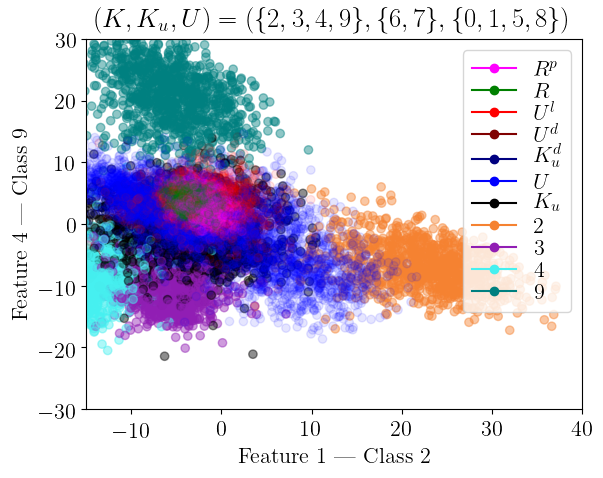 (K, K_u, U) = ({2, 3, 4, 9}, {6, 7}, {0, 1, 5, 8})
30
20
10
0
−10
−20
−30
Feature 4 — Class 9
R^p
R
U^l
U^d
K_u^d
U
K_u
2
3
4
9
−10
0
10
20
30
40
Feature 1 — Class 2